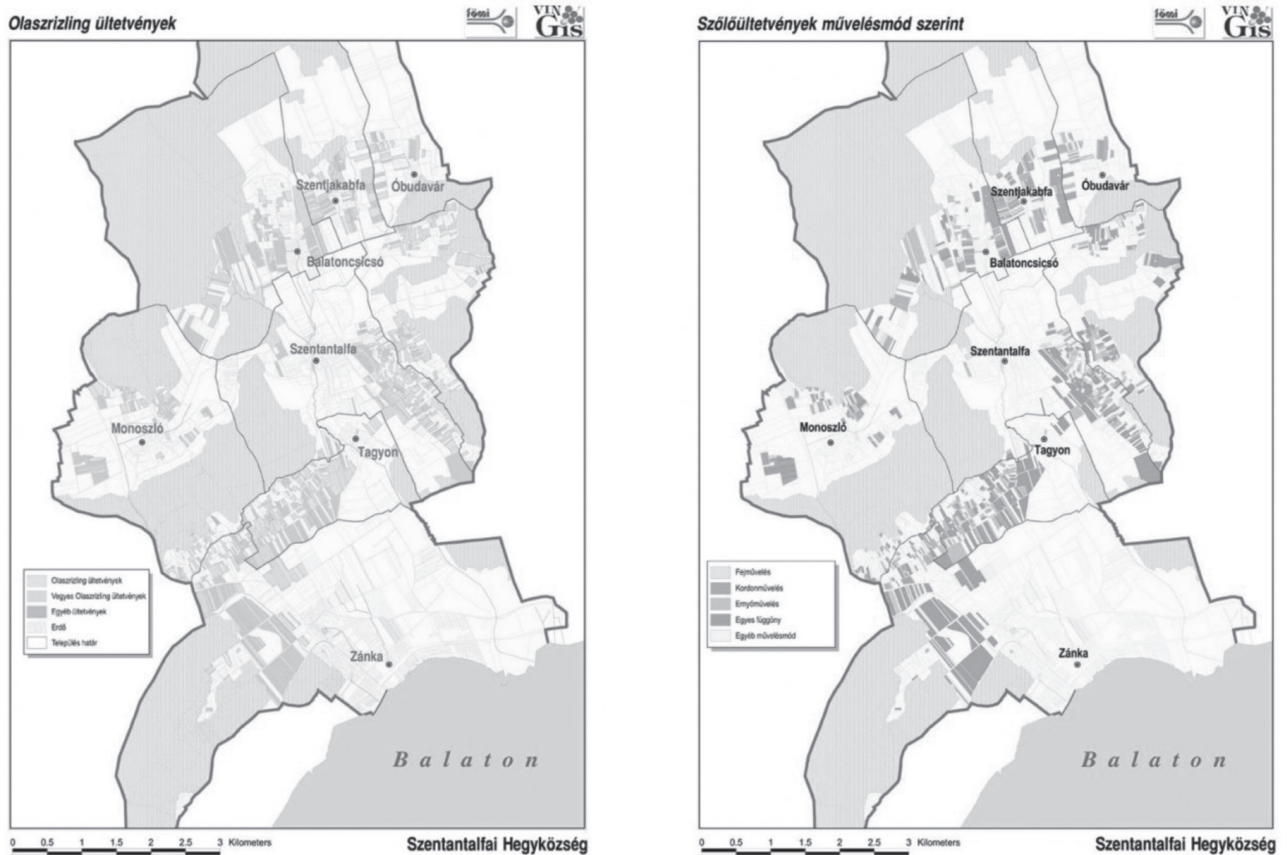 Olaszrizling ültetvények
fömi
VIN
Gis
Szentjakabfa
Óbudavár
Balatoncsicsó
Szentantalfa
Monoszló
Tagyon
Olaszrizling ültetvények
Vegyes Olaszrizling ültetvények
Egyéb ültetvények
Erdő
Település határ
Zánka
Balaton
0 0.5 1 1.5 2 2.5 3 Kilometers
Szentantalfai Hegyközség
Szőlőültetvények művelésmód szerint
fömi
VIN
Gis
Szentjakabfa
Óbudavár
Balatoncsicsó
Szentantalfa
Monoszló
Tagyon
Fejművelés
Kordonművelés
Ernyőművelés
Egyes függöny
Egyéb művelésmód
Zánka
Balaton
0 0.5 1 1.5 2 2.5 3 Kilometers
Szentantalfai Hegyközség